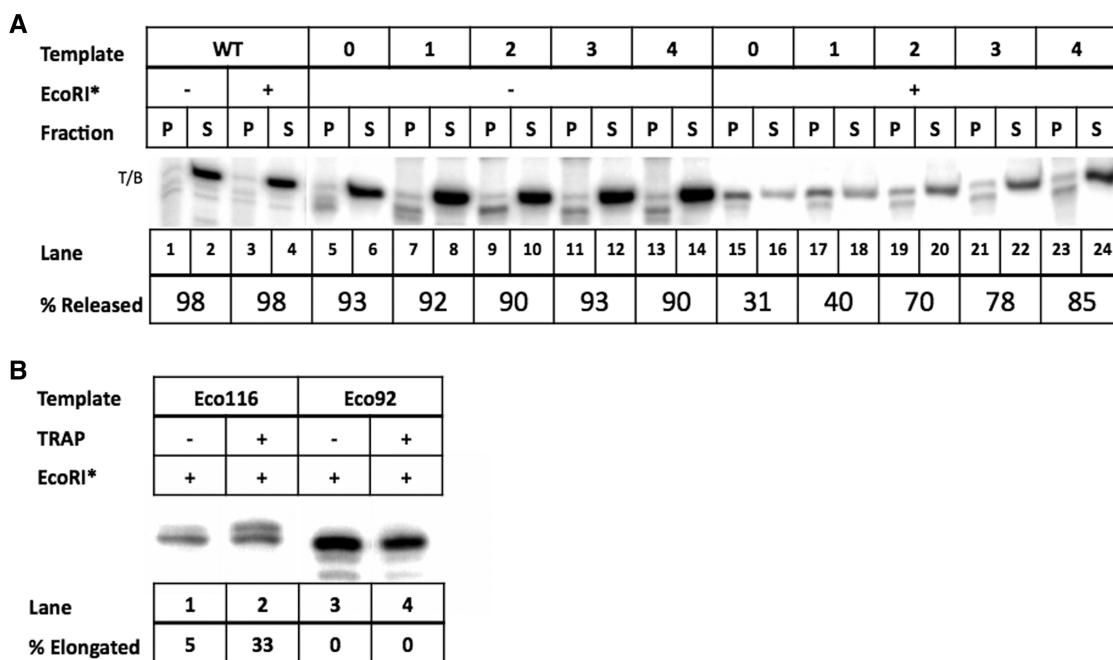 A
Template WT 0 1 2 3 4 0 1 2 3 4
EcoRI* - + - +
Fraction P S P S P S P S P S P S P S P S P S P S P S P S
T/B
Lane 1 2 3 4 5 6 7 8 9 10 11 12 13 14 15 16 17 18 19 20 21 22 23 24
% Released 98 98 93 92 90 93 90 31 40 70 78 85
B
Template Eco116 Eco92
TRAP - + - +
EcoRI* + + + +
Lane 1 2 3 4
% Elongated 5 33 0 0